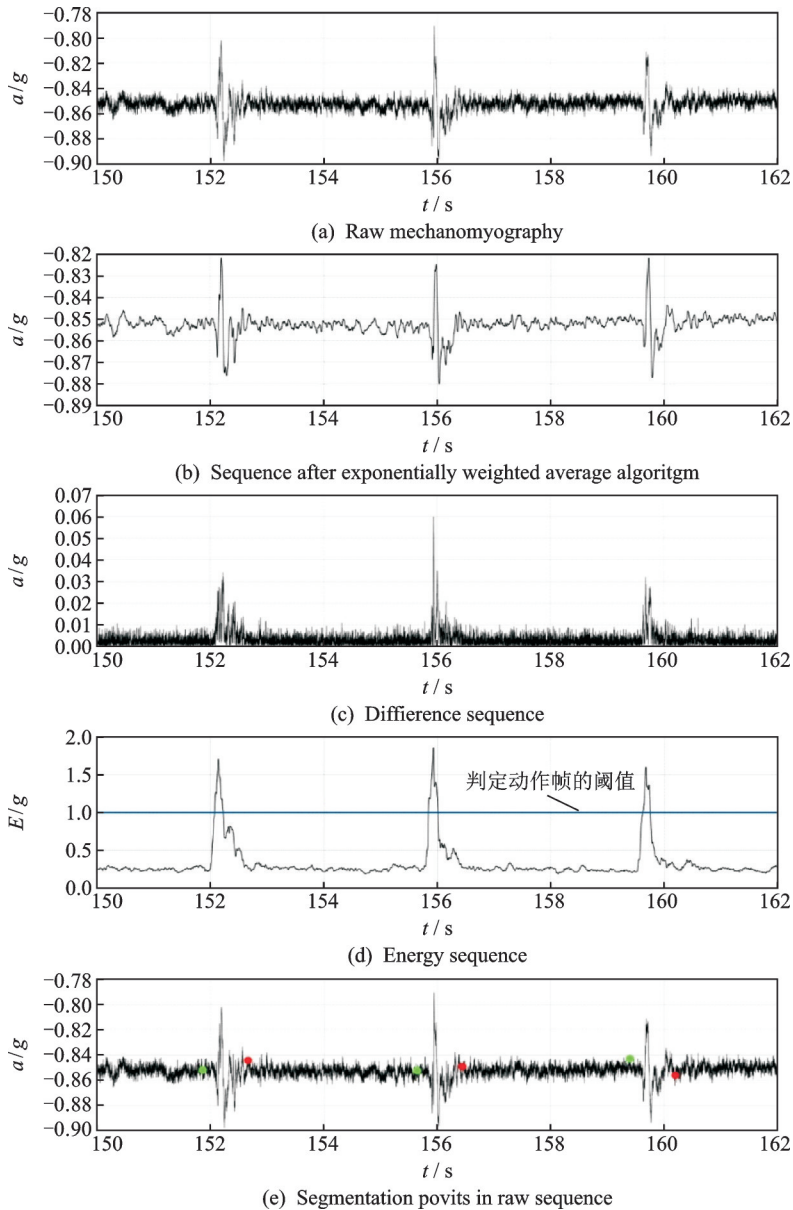 −0.78
−0.80
−0.82
−0.84
−0.86
−0.88
−0.90
a/g
150 152 154 156 158 160 162
t / s
(a) Raw mechanomyography
−0.82
−0.83
−0.84
−0.85
−0.86
−0.87
−0.88
−0.89
a/g
150 152 154 156 158 160 162
t / s
(b) Sequence after exponentially weighted average algoritgm
0.07
0.06
0.05
0.04
0.03
0.02
0.01
0.00
a/g
150 152 154 156 158 160 162
t / s
(c) Diffierence sequence
2.0
1.5
1.0
0.5
0.0
E/g
判定动作帧的阈值
150 152 154 156 158 160 162
t / s
(d) Energy sequence
−0.78
−0.80
−0.82
−0.84
−0.86
−0.88
−0.90
a/g
150 152 154 156 158 160 162
t / s
(e) Segmentation povits in raw sequence